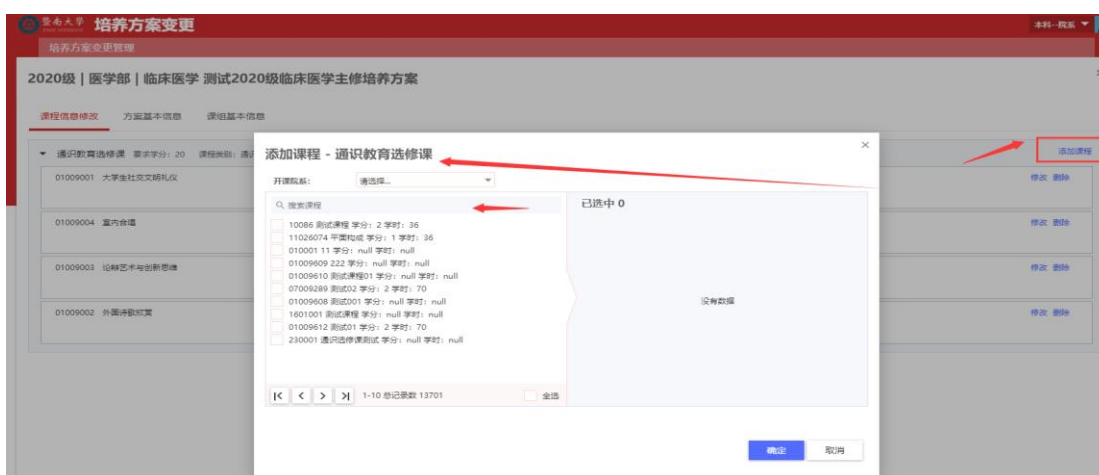 暨南大学 培养方案变更 本科--院系
培养方案变更管理
2020级 | 医学部 | 临床医学 测试2020级临床医学主修培养方案
课程信息修改 方案基本信息 课组基本信息
通识教育选修课 要求学分: 20 课程类别: 通识
添加课程
01009001 大学生社交文明礼仪
修改 删除
01009004 室内合唱
修改 删除
01009003 论辩艺术与创新思维
修改 删除
01009002 外国诗歌欣赏
修改 删除
添加课程 - 通识教育选修课
×
开课院系: 请选择...
搜索课程
10086 测试课程 学分: 2 学时: 36
11026074 平面构成 学分: 1 学时: 36
010001 11 学分: null 学时: null
01009609 222 学分: null 学时: null
01009610 测试课程01 学分: null 学时: null
07009289 测试02 学分: 2 学时: 70
01009608 测试001 学分: null 学时: null
1601001 测试课程 学分: null 学时: null
01009612 测试01 学分: 2 学时: 70
230001 通识选修课测试 学分: null 学时: null
1-10 总记录数 13701
全选
已选中 0
没有数据
确定 取消